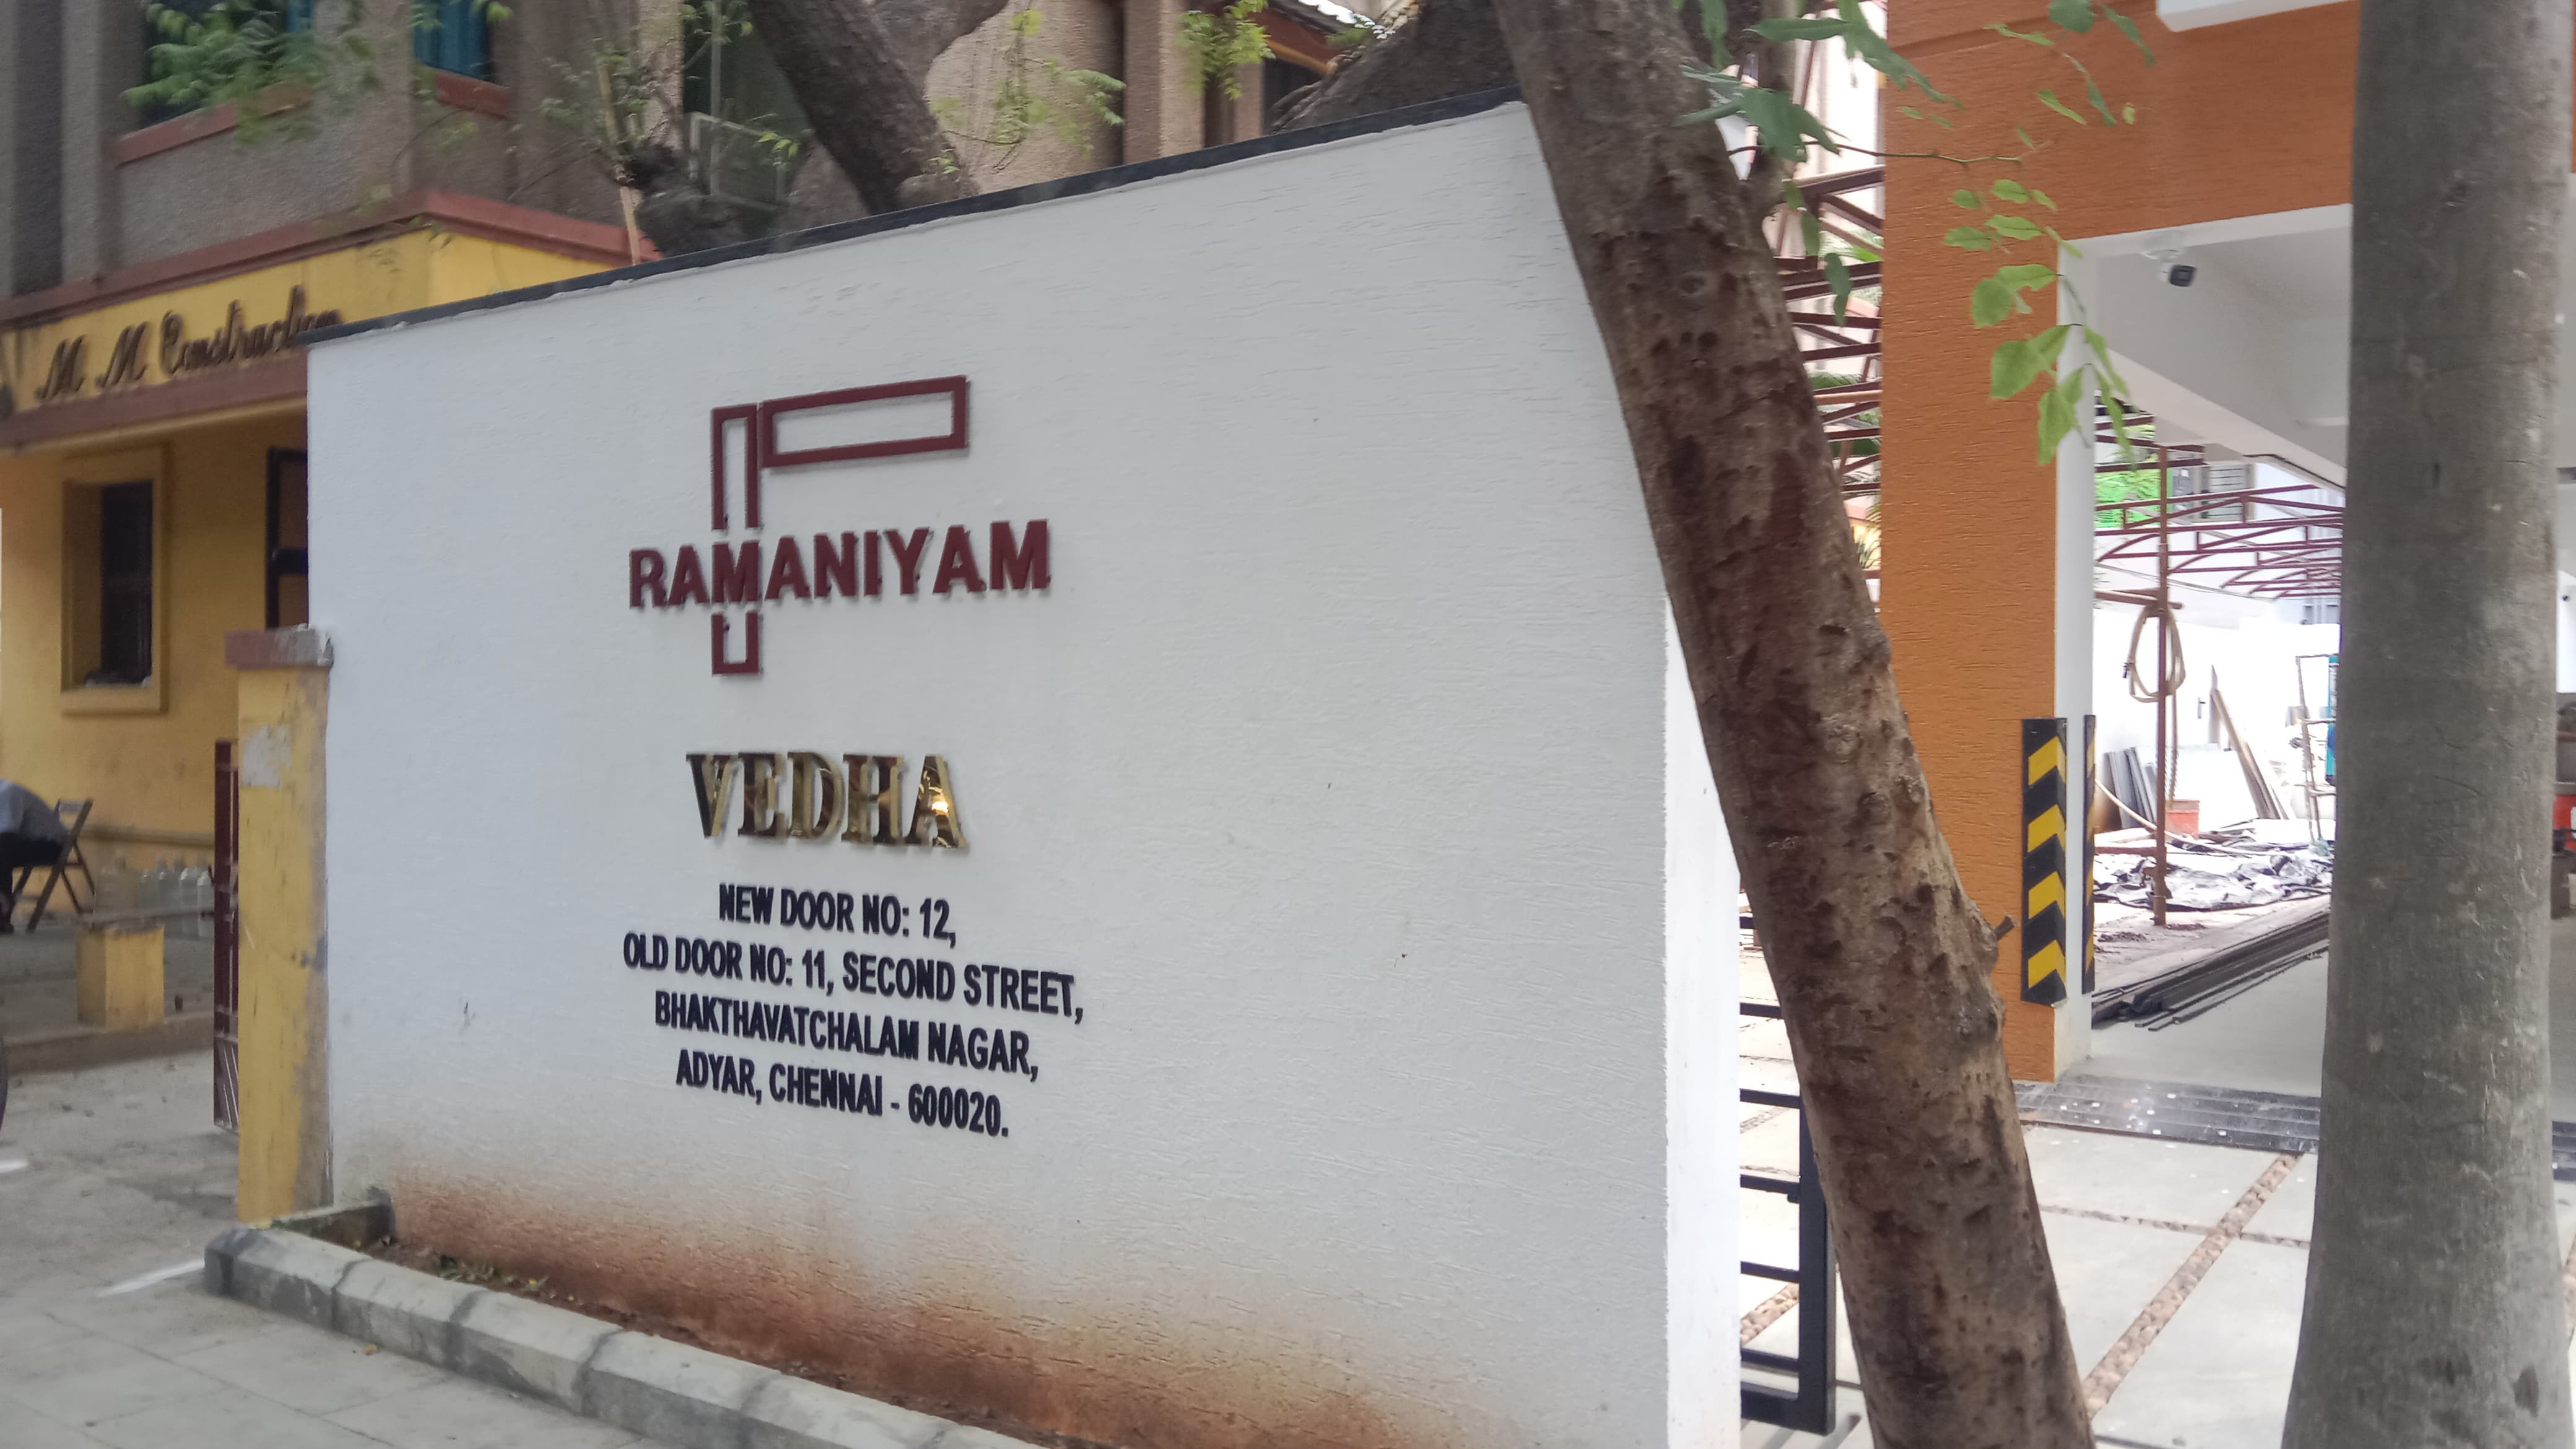 M M Construction
RAMANIYAM
VEDHA
NEW DOOR NO: 12,
OLD DOOR NO: 11, SECOND STREET,
BHAKTHAVATCHALAM NAGAR,
ADYAR, CHENNAI - 600020.